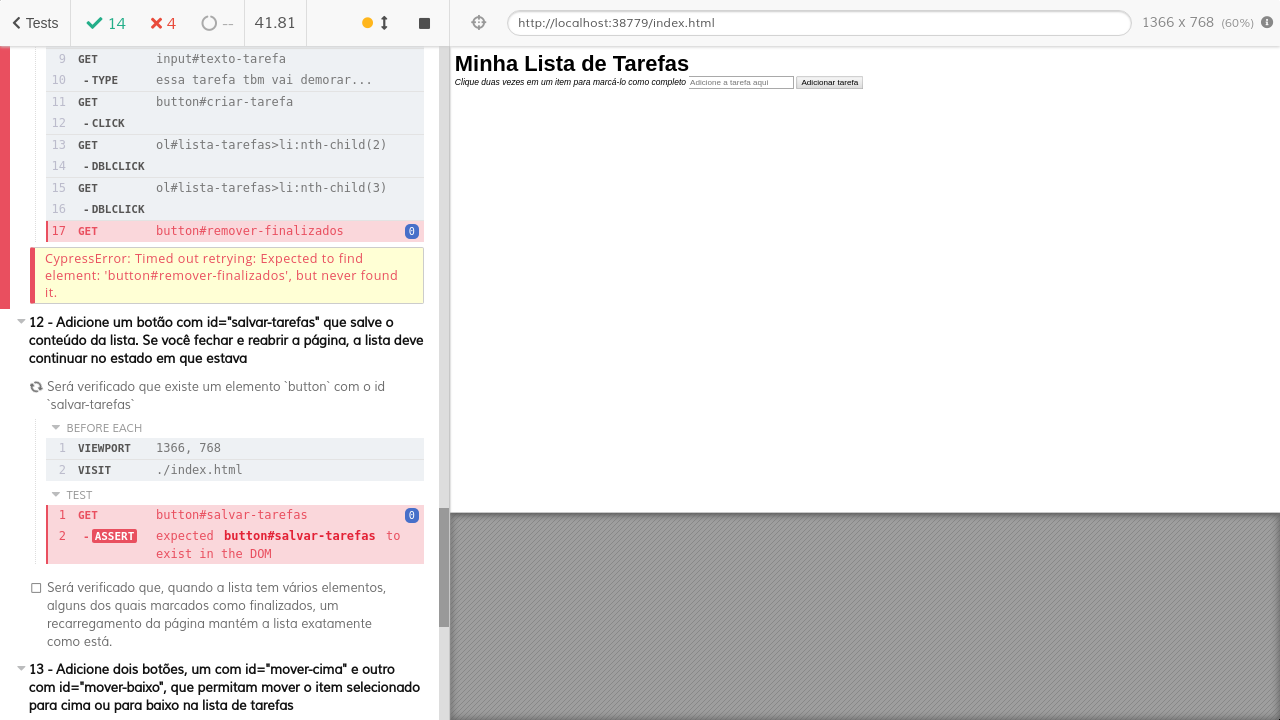 Tests 14 4 -- 41.81
http://localhost:38779/index.html 1366 x 768 (60%)
9 GET input#texto-tarefa
10 - TYPE essa tarefa tbm vai demorar...
11 GET button#criar-tarefa
12 - CLICK
13 GET ol#lista-tarefas>li:nth-child(2)
14 - DBLCLICK
15 GET ol#lista-tarefas>li:nth-child(3)
16 - DBLCLICK
17 GET button#remover-finalizados 0
CypressError: Timed out retrying: Expected to find
element: 'button#remover-finalizados', but never found
it.
12 - Adicione um botão com id="salvar-tarefas" que salve o
conteúdo da lista. Se você fechar e reabrir a página, a lista deve
continuar no estado em que estava
Será verificado que existe um elemento `button` com o id
`salvar-tarefas`
BEFORE EACH
1 VIEWPORT 1366, 768
2 VISIT ./index.html
TEST
1 GET button#salvar-tarefas 0
2 - ASSERT expected button#salvar-tarefas to
exist in the DOM
Será verificado que, quando a lista tem vários elementos,
alguns dos quais marcados como finalizados, um
recarregamento da página mantém a lista exatamente
como está.
13 - Adicione dois botões, um com id="mover-cima" e outro
com id="mover-baixo", que permitam mover o item selecionado
para cima ou para baixo na lista de tarefas
Minha Lista de Tarefas
Clique duas vezes em um item para marcá-lo como completo Adicione a tarefa aqui Adicionar tarefa